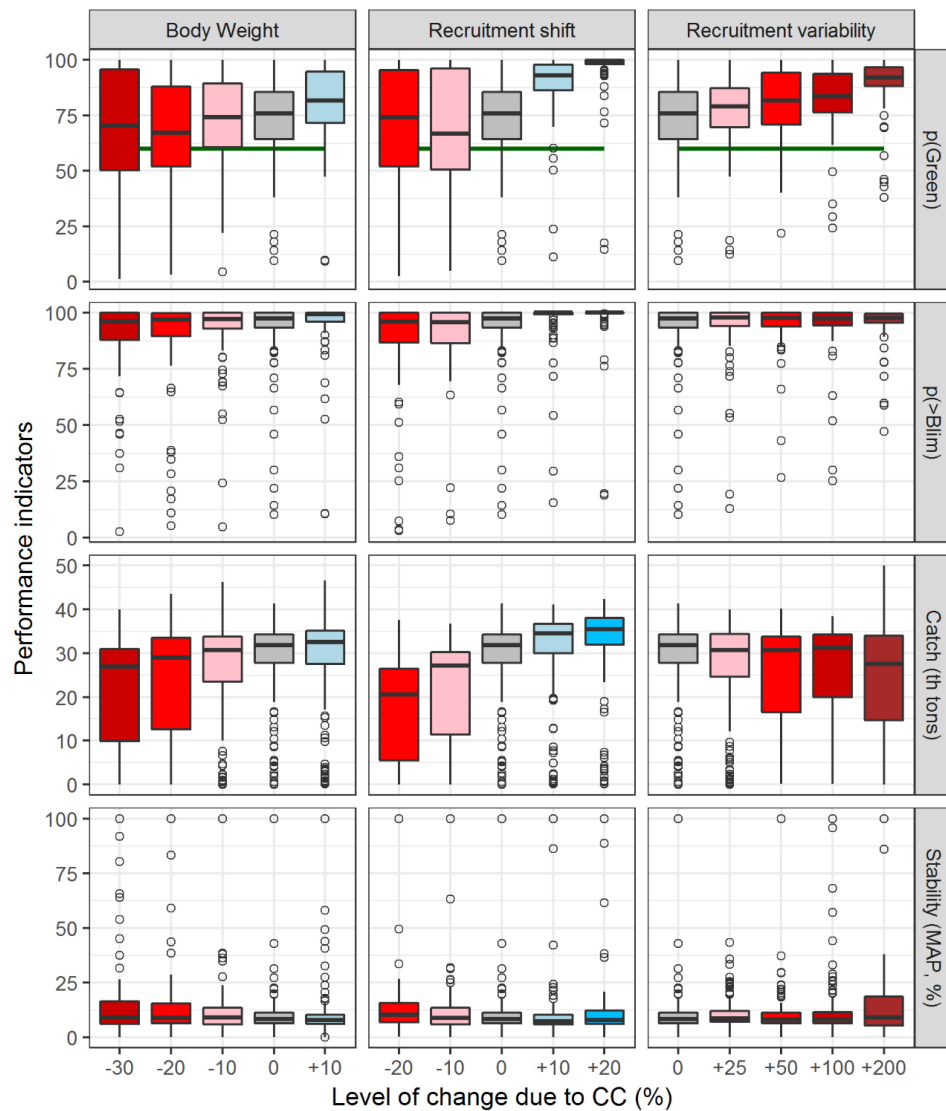 Body Weight Recruitment shift Recruitment variability
100
75
50
25
0
p(Green)
100
75
50
25
0
p(>Blim)
50
40
30
20
10
0
Catch (th tons)
100
75
50
25
0
Stability (MAP, %)
Performance indicators
-30 -20 -10 0 +10 -20 -10 0 +10 +20 0 +25 +50 +100 +200
Level of change due to CC (%)